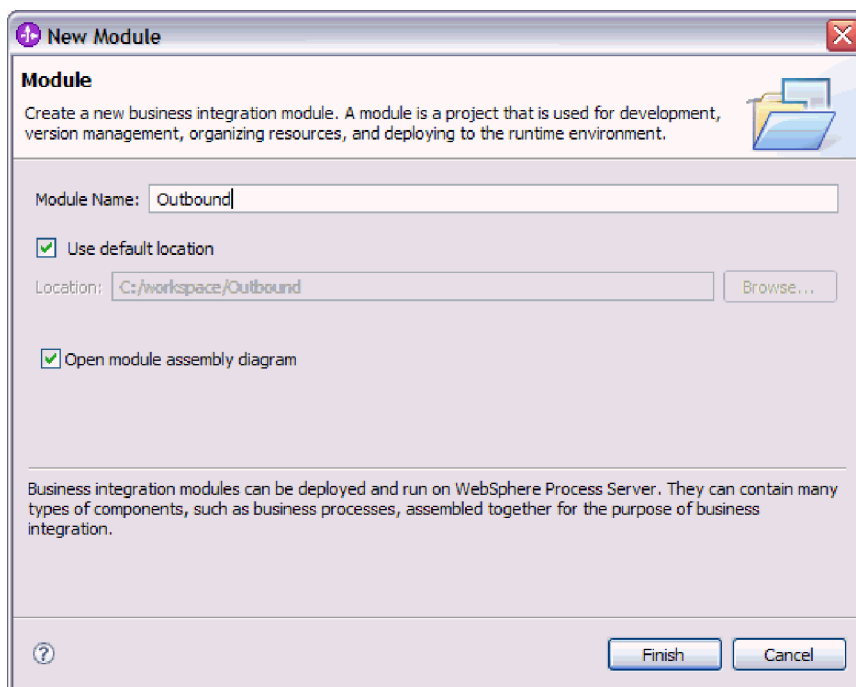 New Module
Module
Create a new business integration module. A module is a project that is used for development,
version management, organizing resources, and deploying to the runtime environment.
Module Name: Outbound
Use default location
Location: C:/workspace/Outbound Browse...
Open module assembly diagram
Business integration modules can be deployed and run on WebSphere Process Server. They can contain many
types of components, such as business processes, assembled together for the purpose of business
integration.
? Finish Cancel